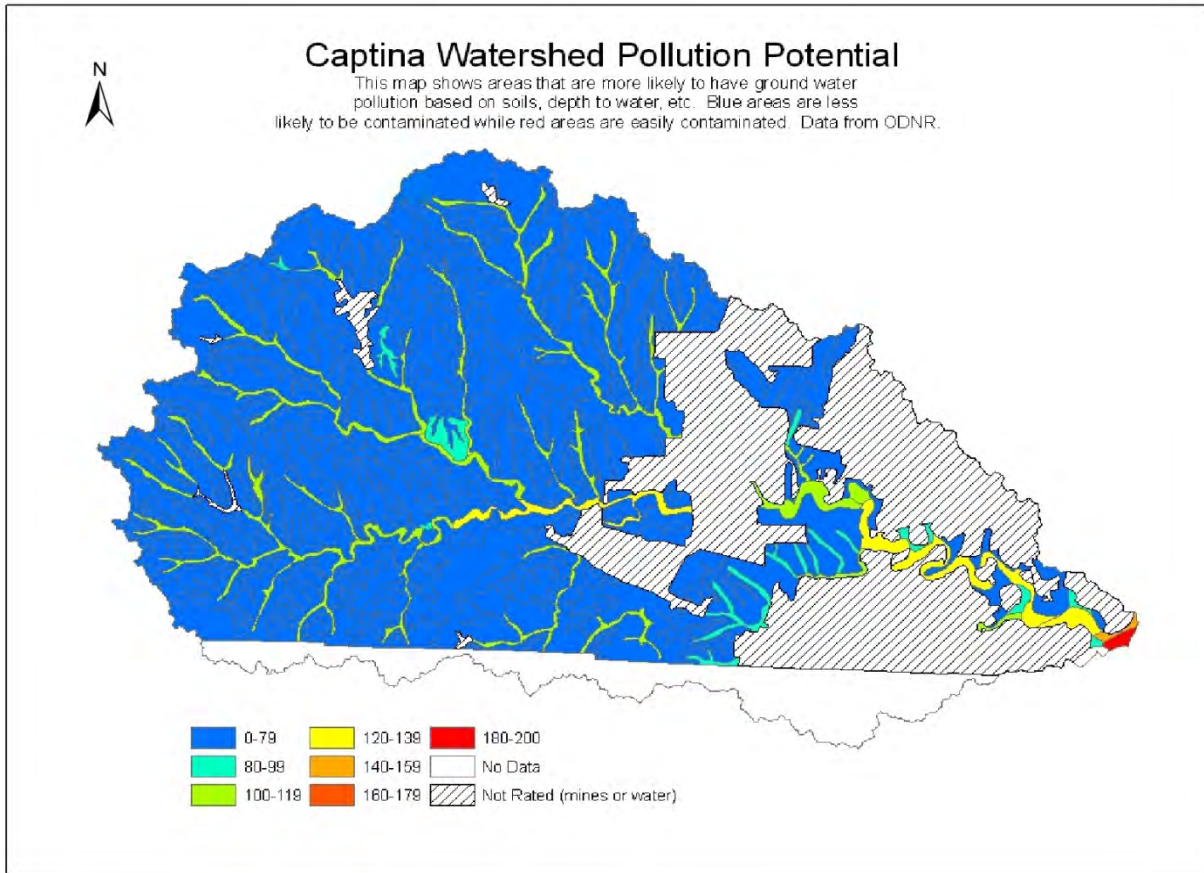 Captina Watershed Pollution Potential
This map shows areas that are more likely to have ground water
pollution based on soils, depth to water, etc. Blue areas are less
likely to be contaminated while red areas are easily contaminated. Data from ODNR.
N
0-79
120-139
180-200
80-99
140-159
No Data
100-119
160-179
Not Rated (mines or water)